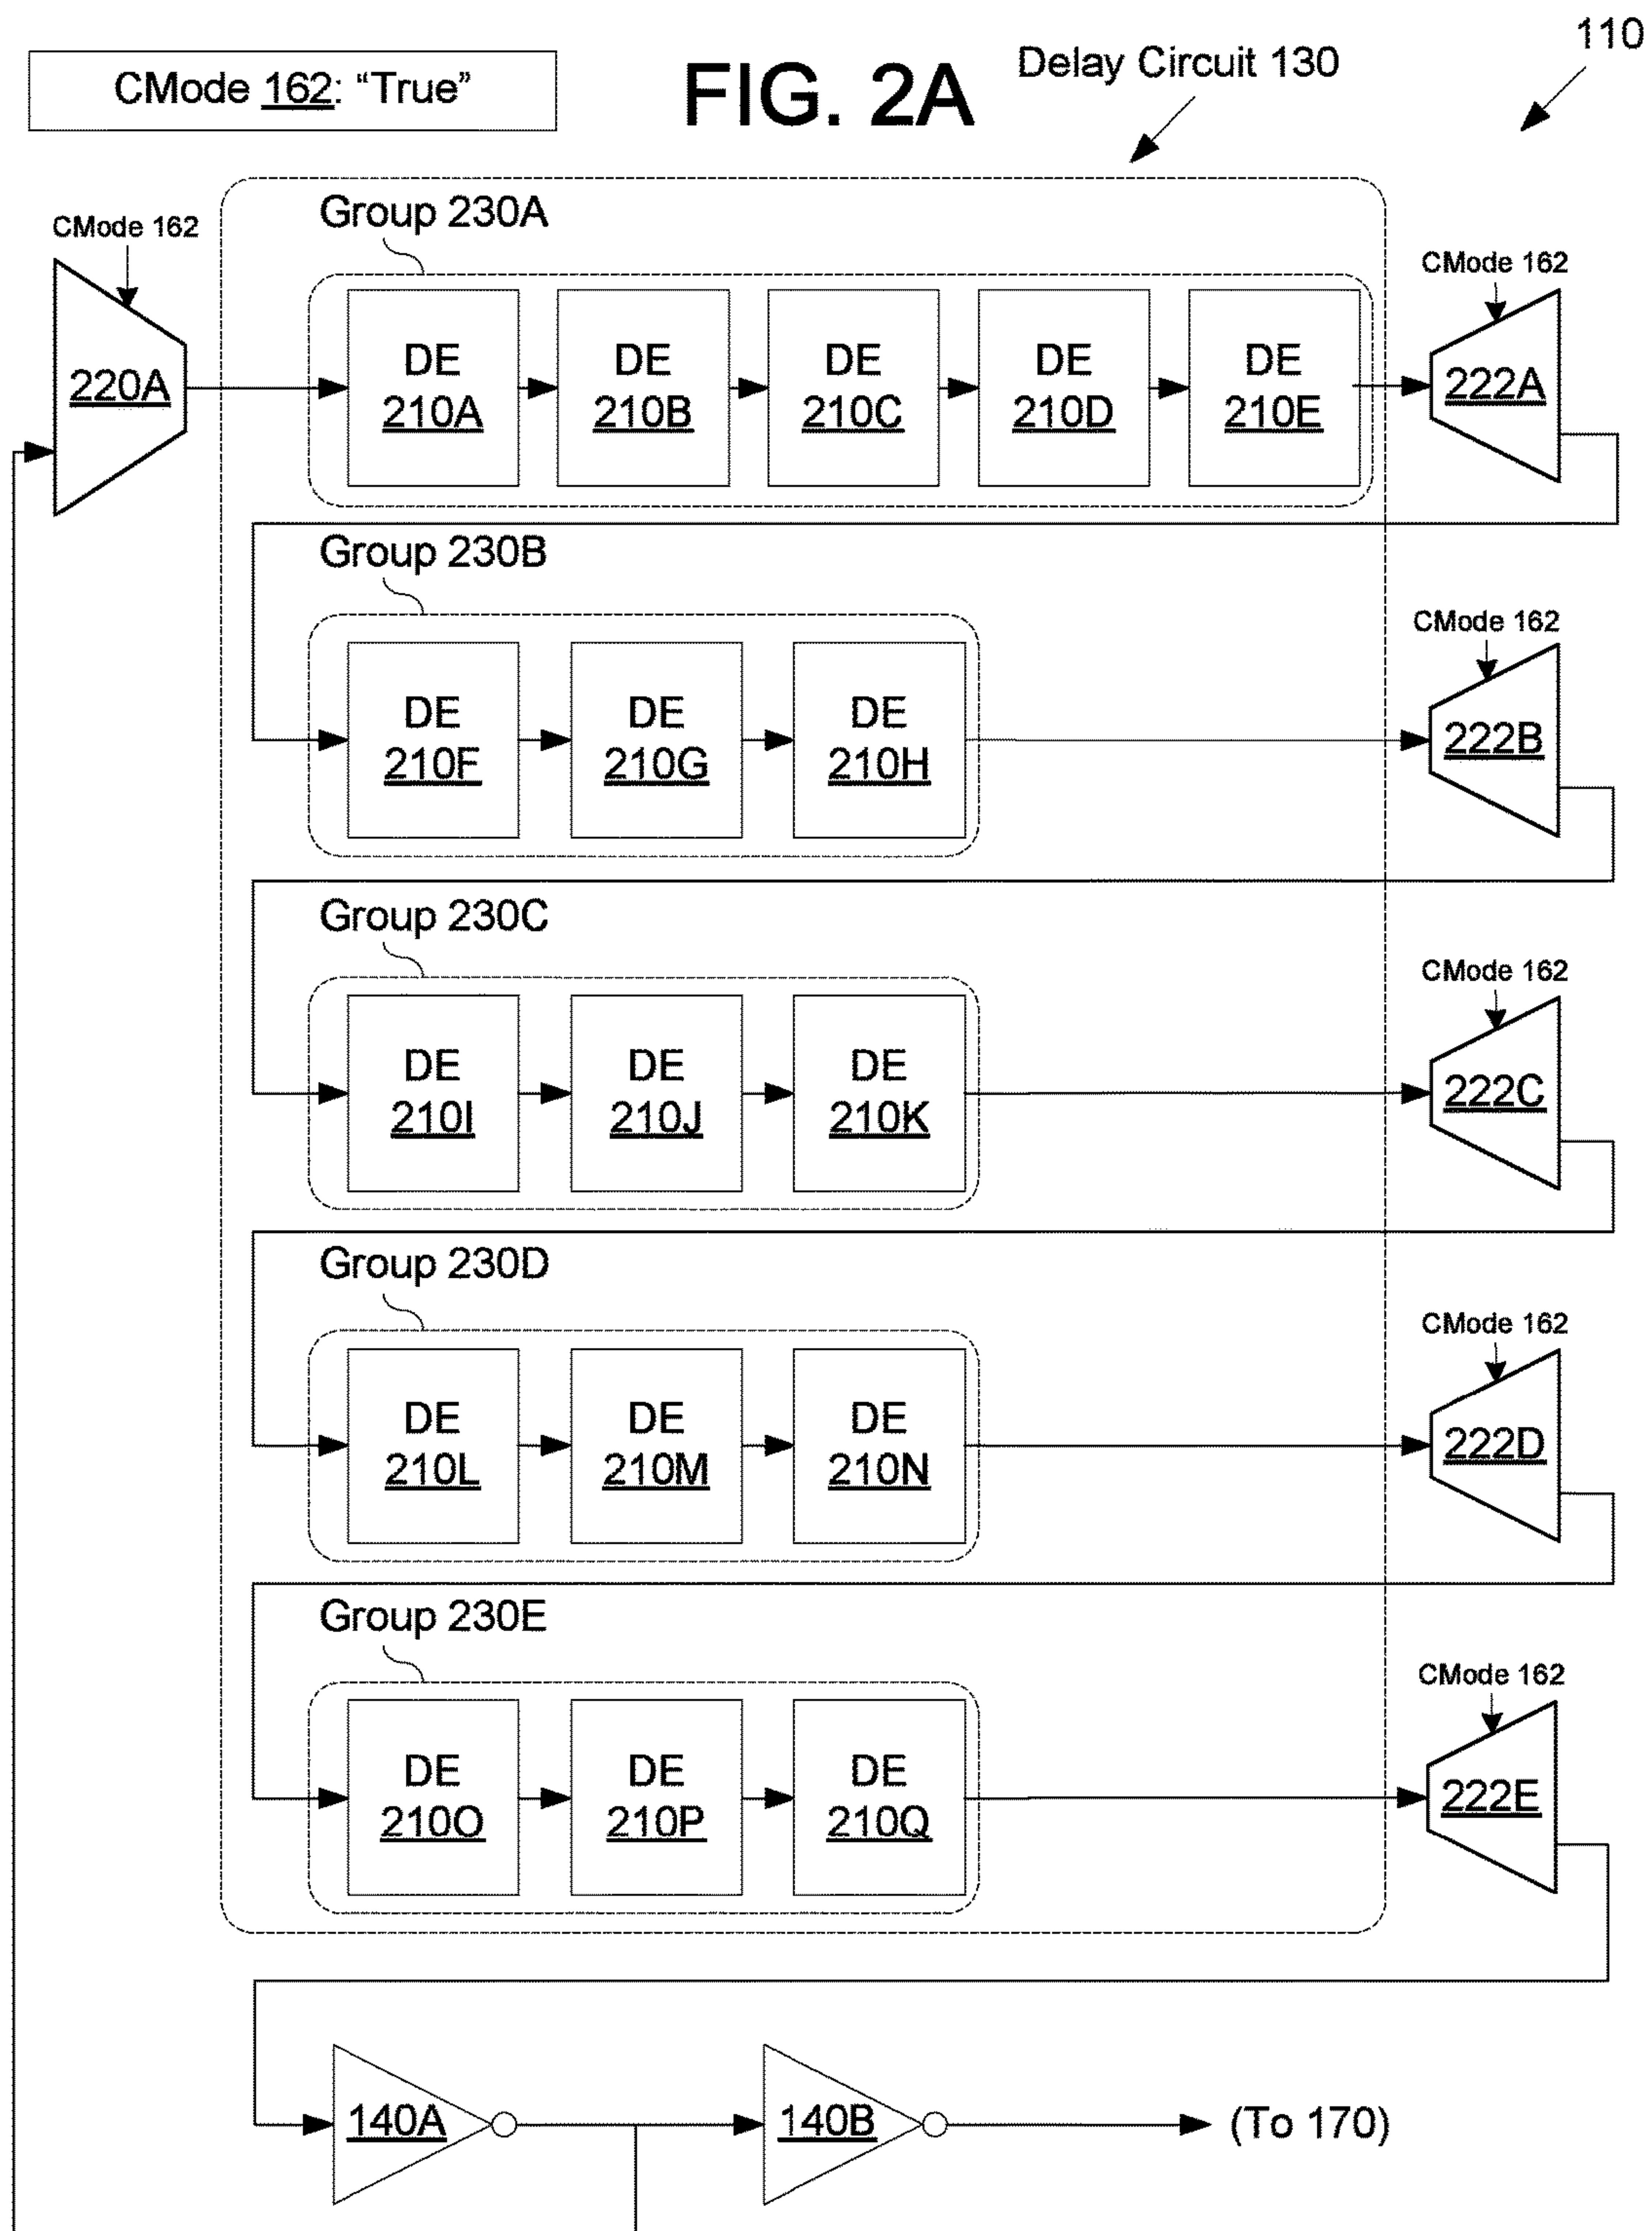 110
Delay Circuit 130
FIG. 2A
CMode 162: “True”
Group 230A
CMode 162
CMode 162
220A
DE 210A
DE 210B
DE 210C
DE 210D
DE 210E
222A
Group 230B
CMode 162
DE 210F
DE 210G
DE 210H
222B
Group 230C
CMode 162
DE 210I
DE 210J
DE 210K
222C
Group 230D
CMode 162
DE 210L
DE 210M
DE 210N
222D
Group 230E
CMode 162
DE 210O
DE 210P
DE 210Q
222E
140A
140B
(To 170)